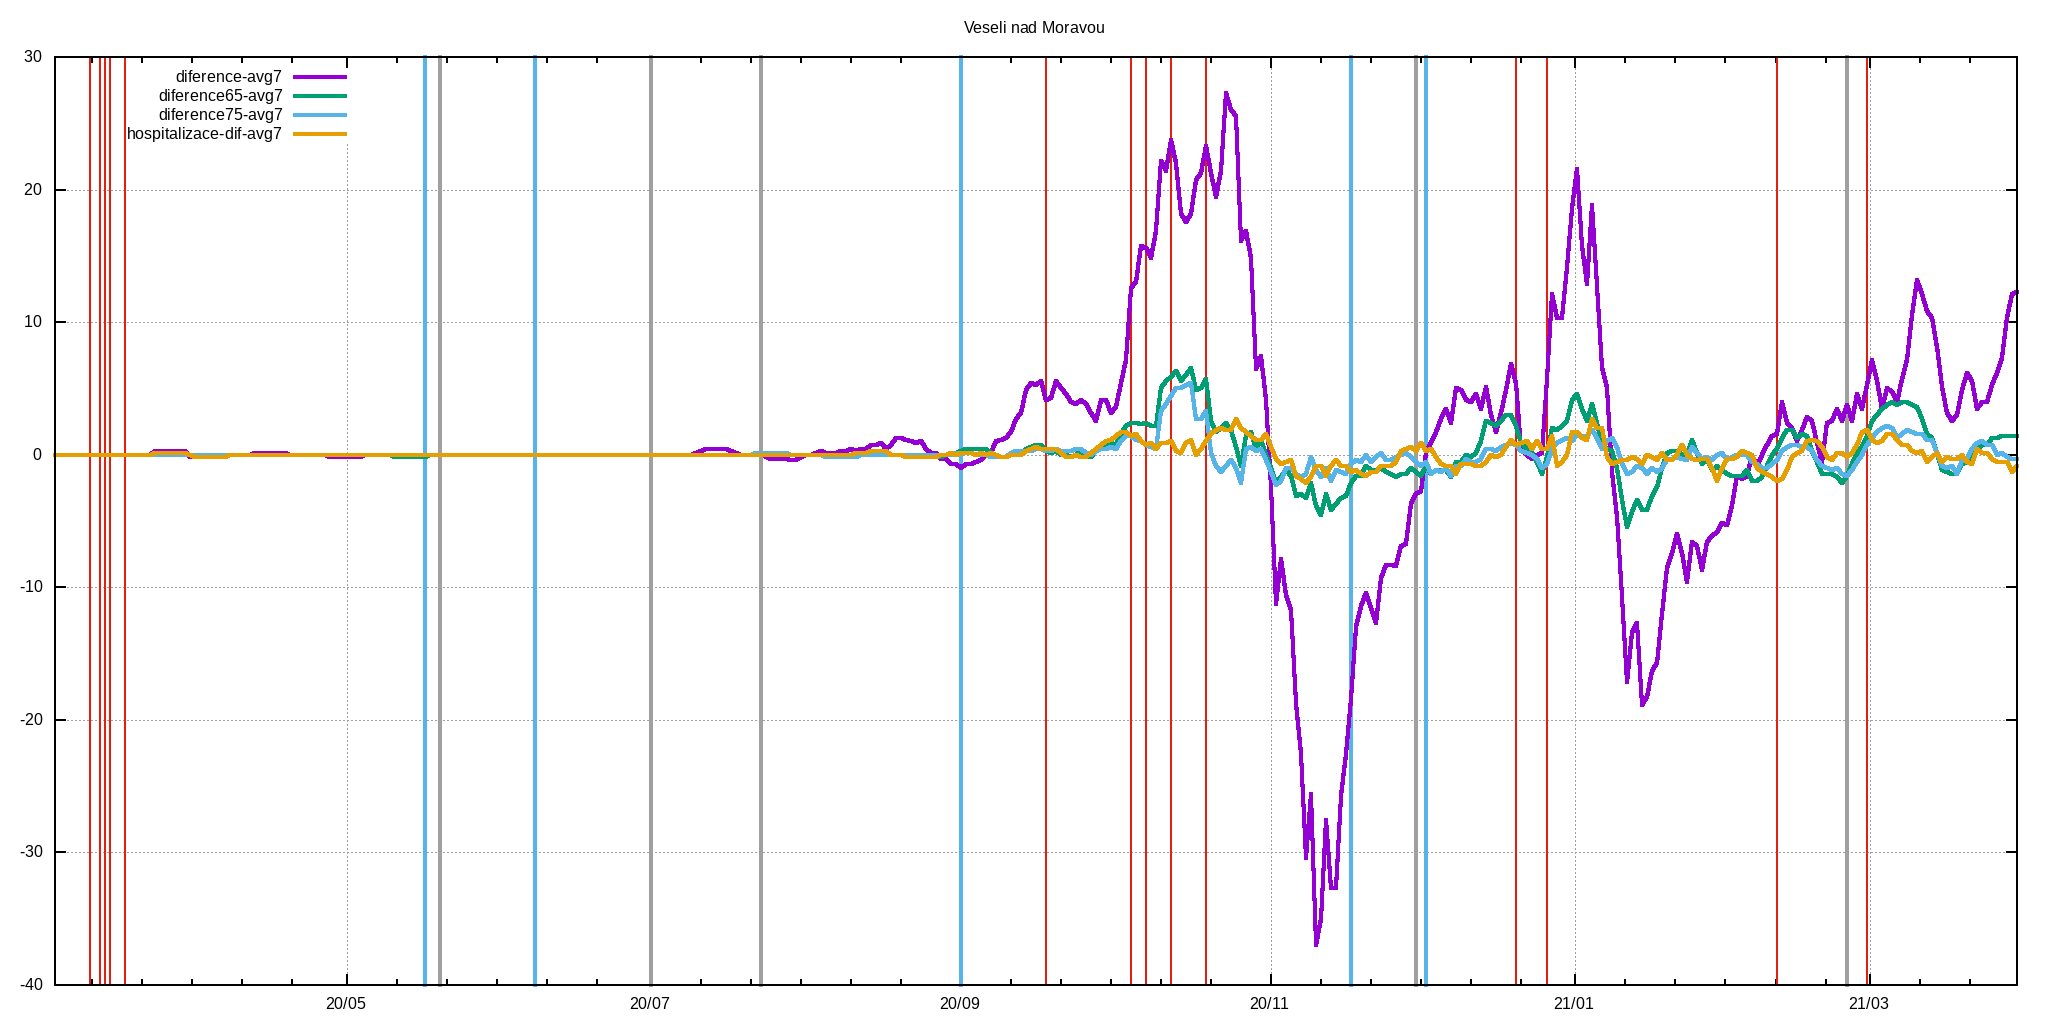 Veseli nad Moravou
30
20
10
0
-10
-20
-30
-40
diference-avg7
diference65-avg7
diference75-avg7
hospitalizace-dif-avg7
20/05
20/07
20/09
20/11
21/01
21/03